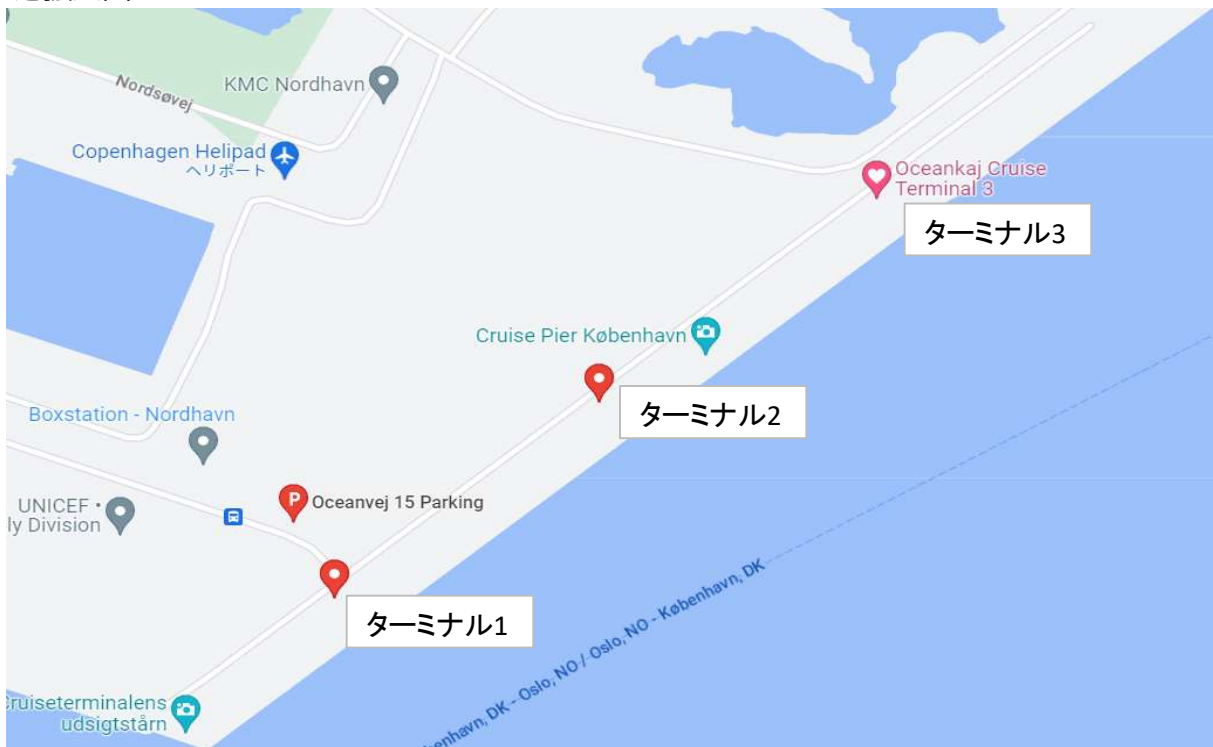 Nordsøvej
KMC Nordhavn
Copenhagen Helipad
ヘリポート
Oceankaj Cruise
Terminal 3
ターミナル3
Cruise Pier København
ターミナル2
Boxstation - Nordhavn
UNICEF •
ly Division
P
Oceanvej 15 Parking
ターミナル1
Cruiseterminalens
udsigtstårn
benhavn, DK - Oslo, NO / Oslo, NO - København, DK